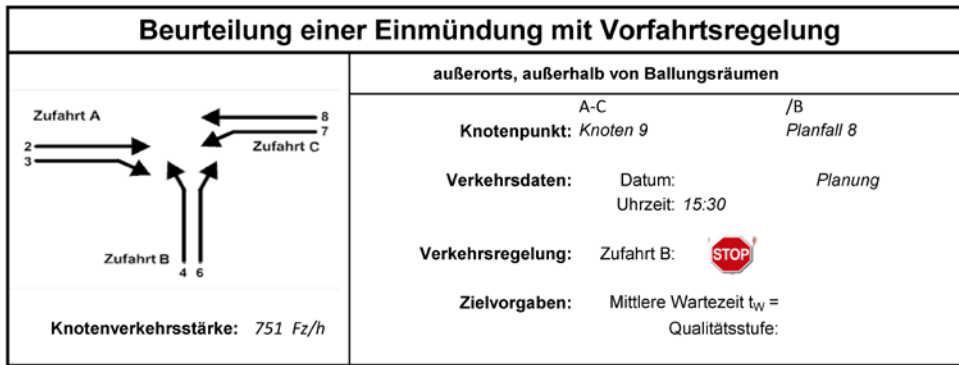 Beurteilung einer Einmündung mit Vorfahrtsregelung
außerorts, außerhalb von Ballungsräumen
Zufahrt A
2
3
8
7
Zufahrt C
Zufahrt B
4 6
Knotenverkehrsstärke: 751 Fz/h
A-C /B
Knotenpunkt: Knoten 9 Planfall 8
Verkehrsdaten: Datum: Planung
Uhrzeit: 15:30
Verkehrsregelung: Zufahrt B: STOP
Zielvorgaben: Mittlere Wartezeit tW =
Qualitätsstufe: